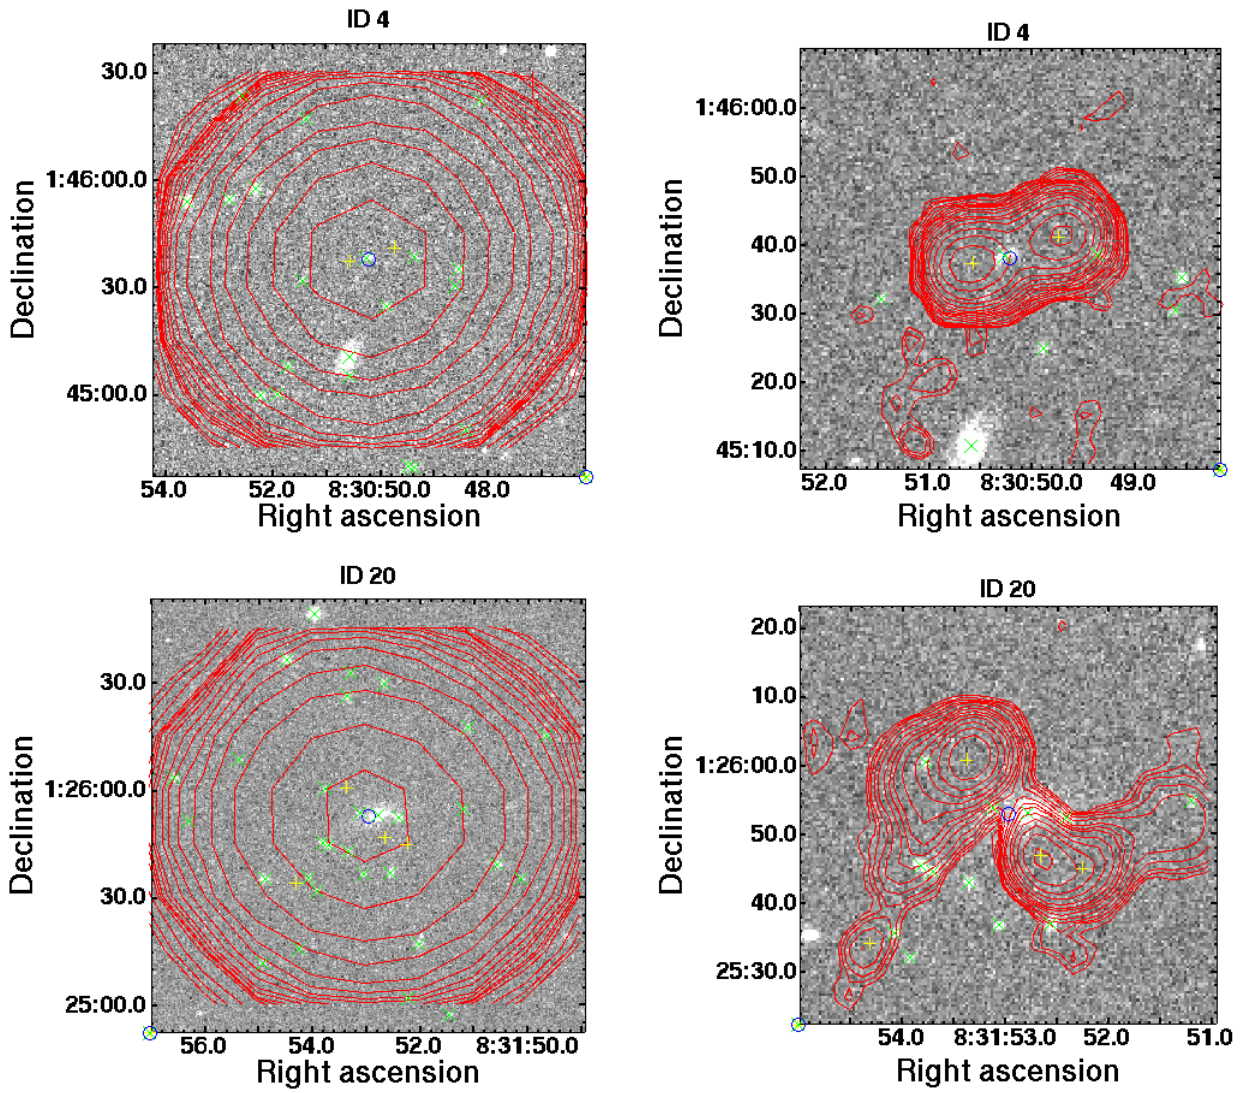 ID 4
30.0
1:46:00.0
30.0
45:00.0
Declination
54.0 52.0 8:30:50.0 48.0
Right ascension
ID 4
1:46:00.0
50.0
40.0
30.0
20.0
45:10.0
Declination
52.0 51.0 8:30:50.0 49.0
Right ascension
ID 20
30.0
1:26:00.0
30.0
25:00.0
Declination
56.0 54.0 52.0 8:31:50.0
Right ascension
ID 20
20.0
10.0
1:26:00.0
50.0
40.0
25:30.0
Declination
54.0 8:31:53.0 52.0 51.0
Right ascension